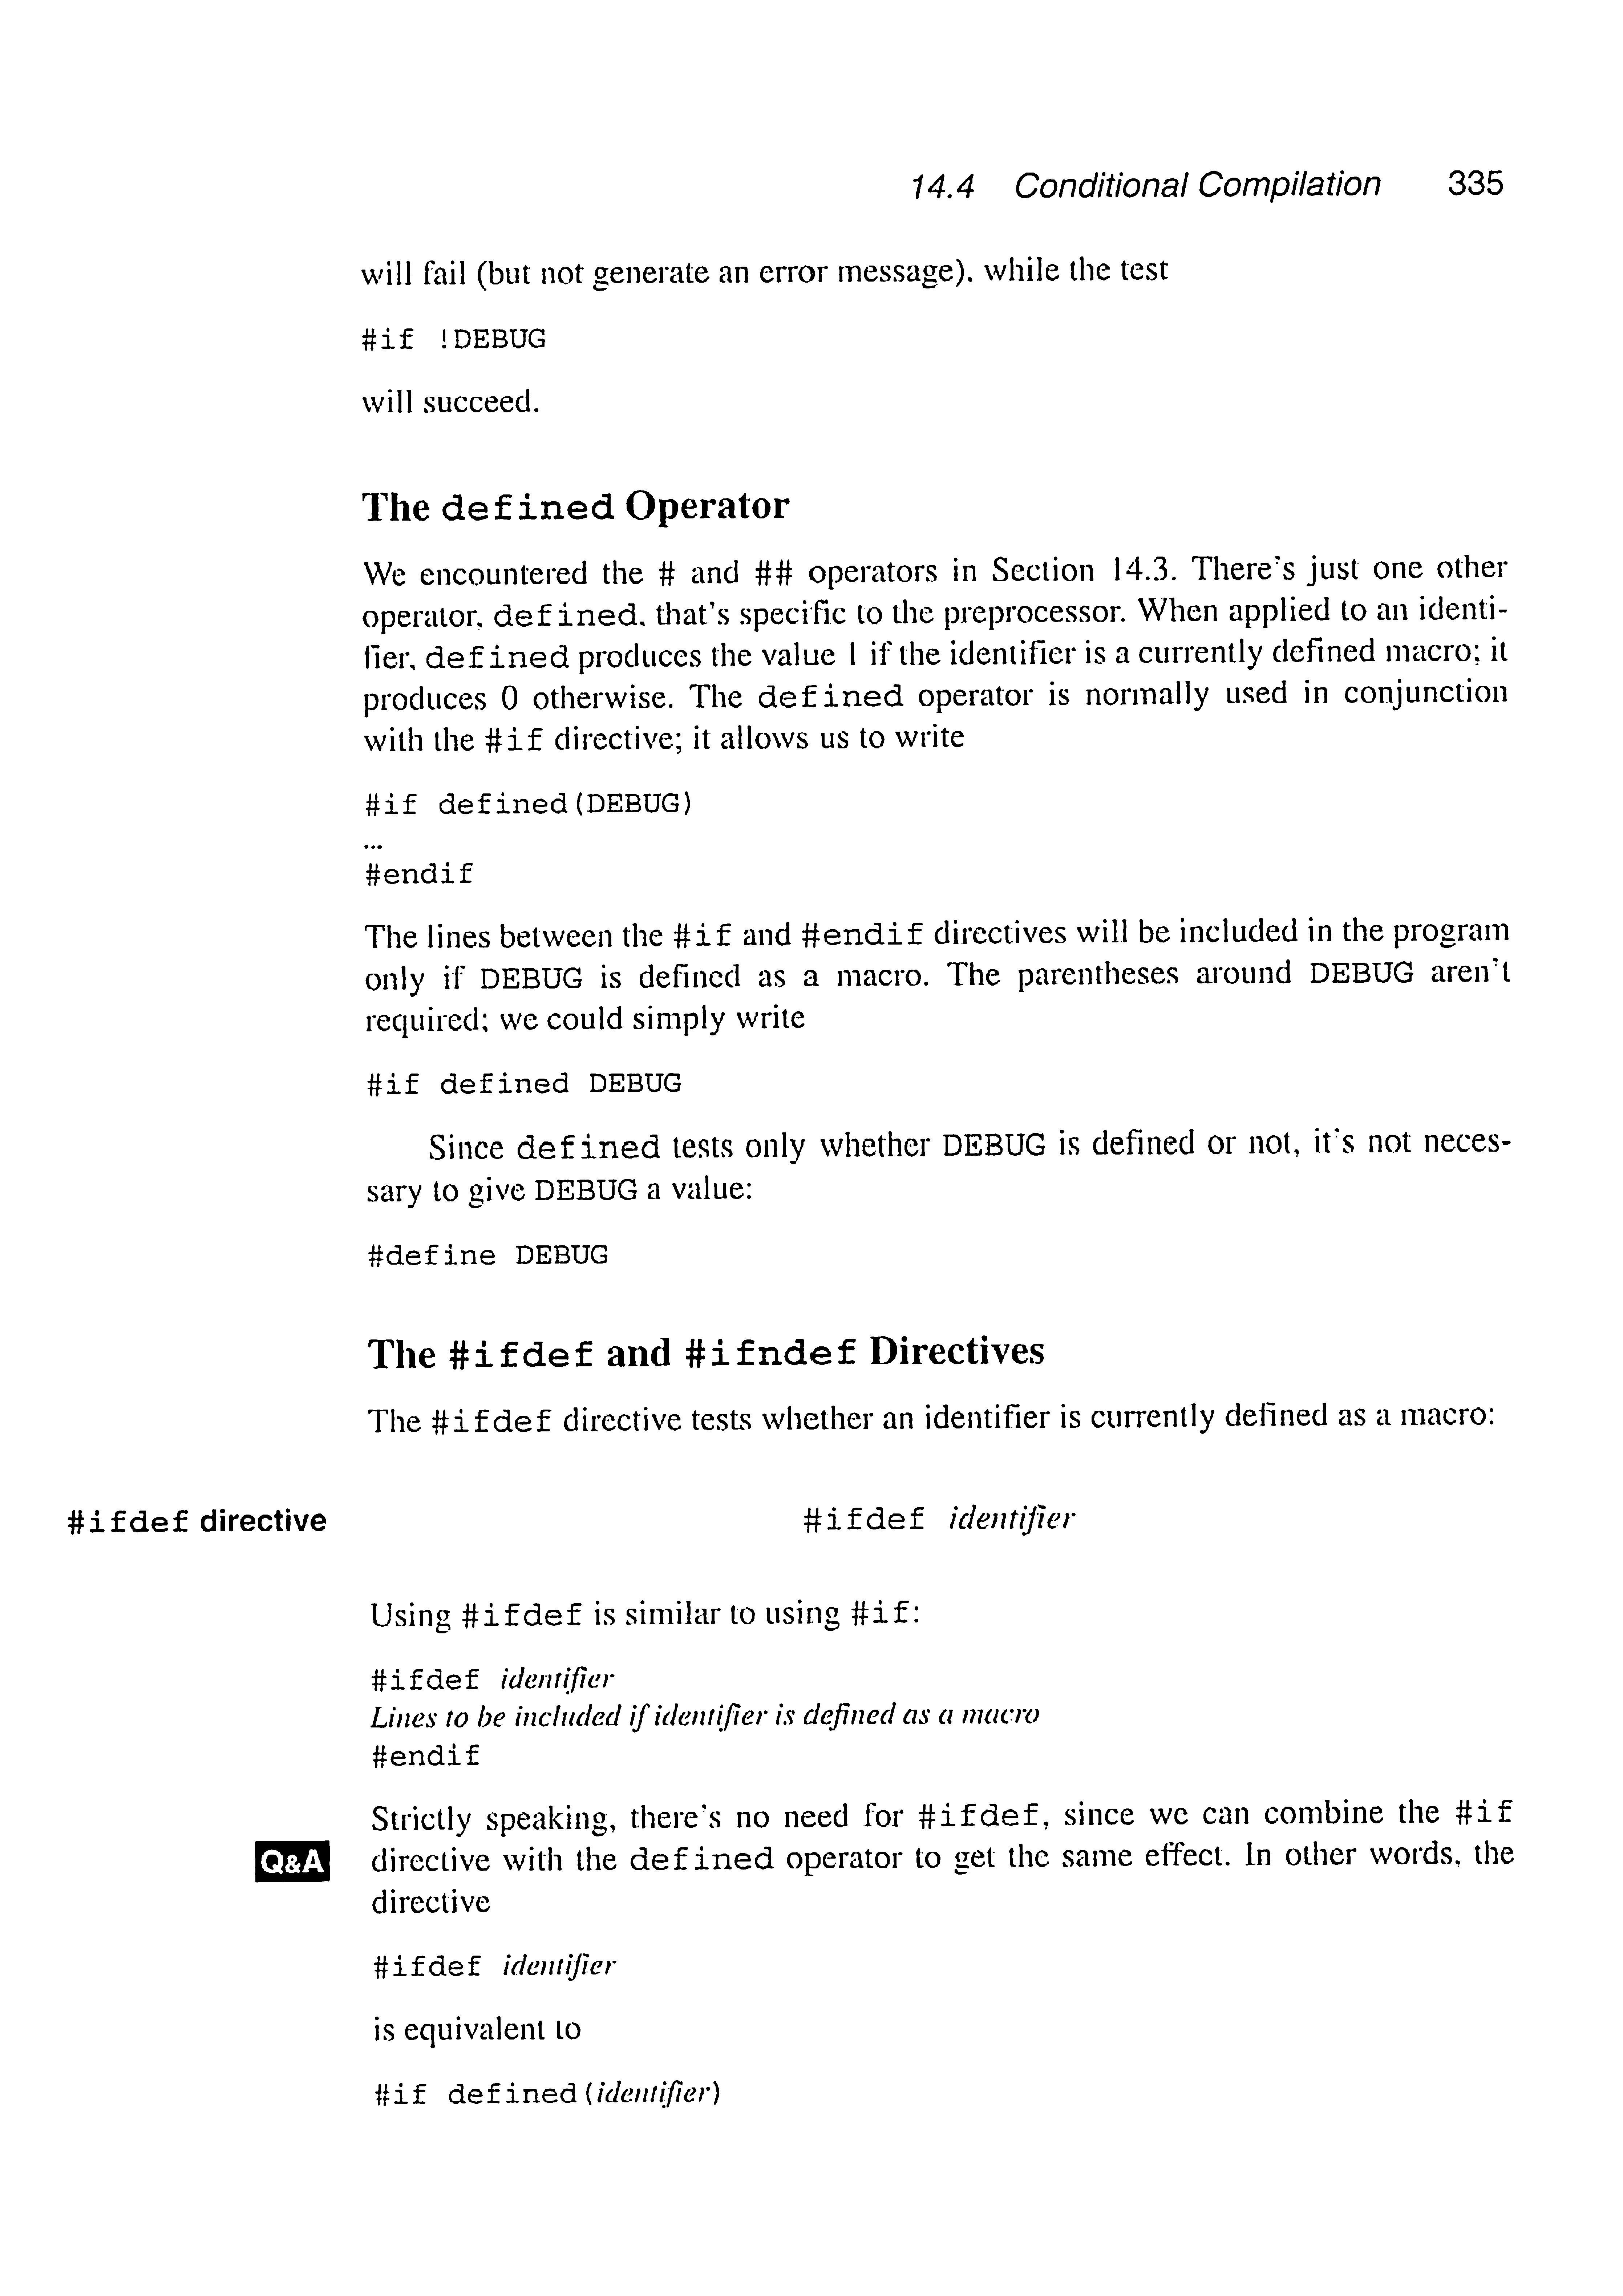 14.4 Conditional Compilation 335
will fail (but not generate an error message), while the test
#if !DEBUG
will succeed.
The defined Operator
We encountered the # and ## operators in Section 14.3. There's just one other
operator, defined, that's specific to the preprocessor. When applied to an identi-
fier, defined produces the value 1 if the identifier is a currently defined macro; it
produces 0 otherwise. The defined operator is normally used in conjunction
with the #if directive; it allows us to write
#if defined(DEBUG)
…
#endif
The lines between the #if and #endif directives will be included in the program
only if DEBUG is defined as a macro. The parentheses around DEBUG aren't
required; we could simply write
#if defined DEBUG
Since defined tests only whether DEBUG is defined or not, it's not neces-
sary to give DEBUG a value:
#define DEBUG
The #ifdef and #ifndef Directives
The #ifdef directive tests whether an identifier is currently defined as a macro:
#ifdef directive #ifdef identifier
Using #ifdef is similar to using #if:
#ifdef identifier
Lines to be included if identifier is defined as a macro
#endif
Strictly speaking, there's no need for #ifdef, since we can combine the #if
Q&A directive with the defined operator to get the same effect. In other words, the
directive
#ifdef identifier
is equivalent to
#if defined(identifier)